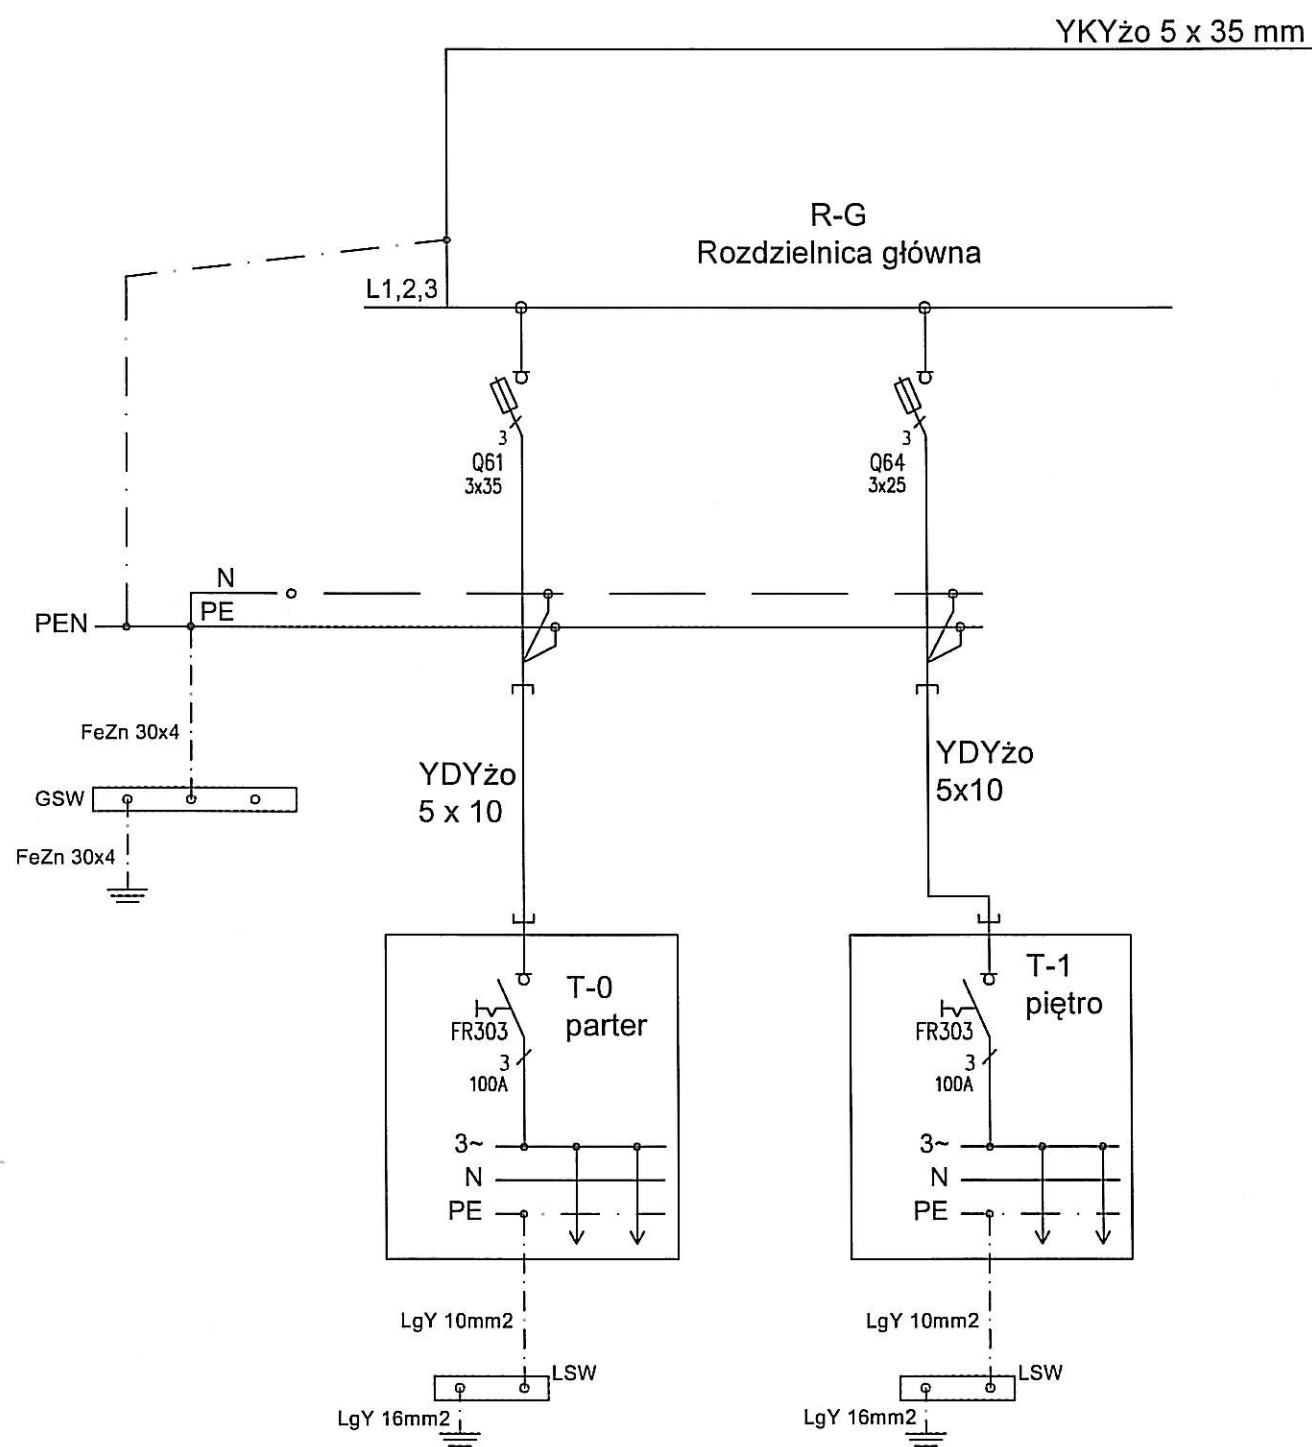 YKYżo 5 x 35 mm
R-G
Rozdzielnica główna
L1,2,3
3
Q61
3x35
3
Q64
3x25
N
PE
PEN
FeZn 30x4
GSW
FeZn 30x4
YDYżo
5 x 10
YDYżo
5x10
T-0
parter
FR303
3
100A
3~
N
PE
T-1
piętro
FR303
3
100A
3~
N
PE
LgY 10mm2
LSW
LgY 16mm2
LgY 10mm2
LSW
LgY 16mm2